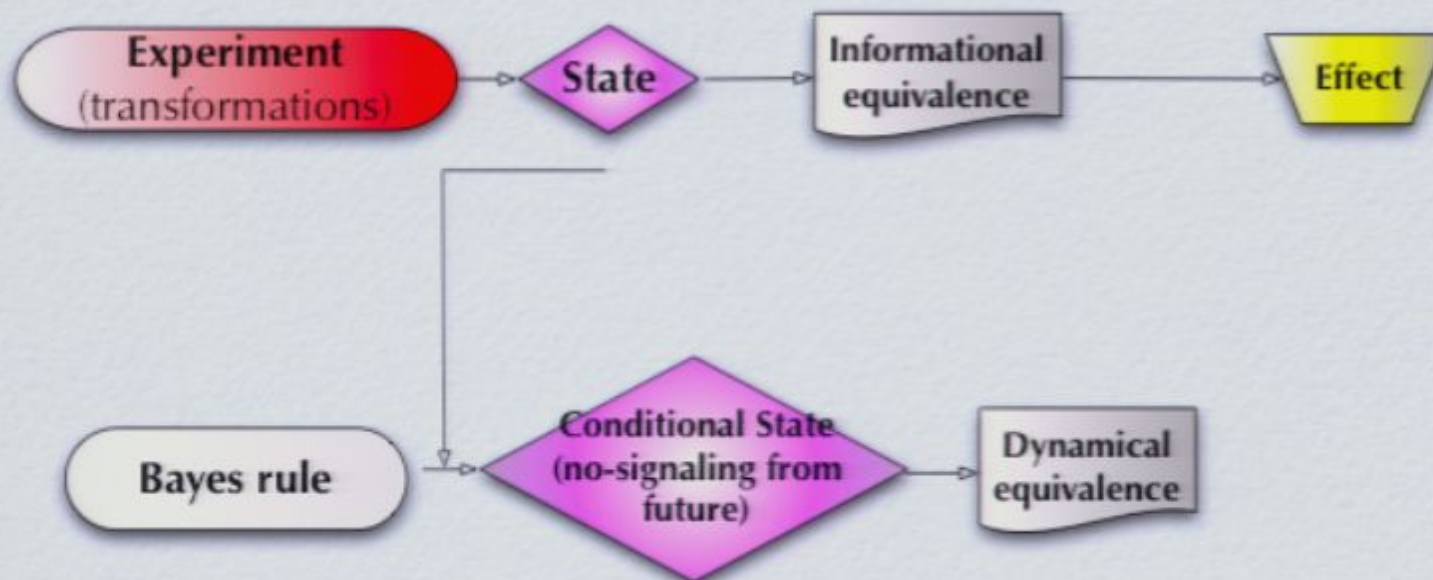 Experiment
(transformations)
State
Informational
equivalence
Effect
Bayes rule
Conditional State
(no-signaling from
future)
Dynamical
equivalence